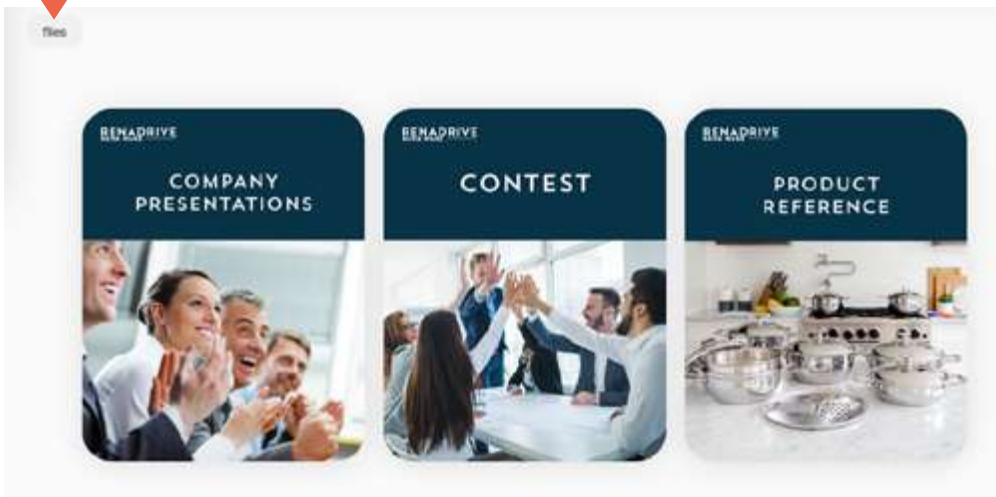 files
RENADRIVE
COMPANY
PRESENTATIONS
RENADRIVE
CONTEST
RENADRIVE
PRODUCT
REFERENCE